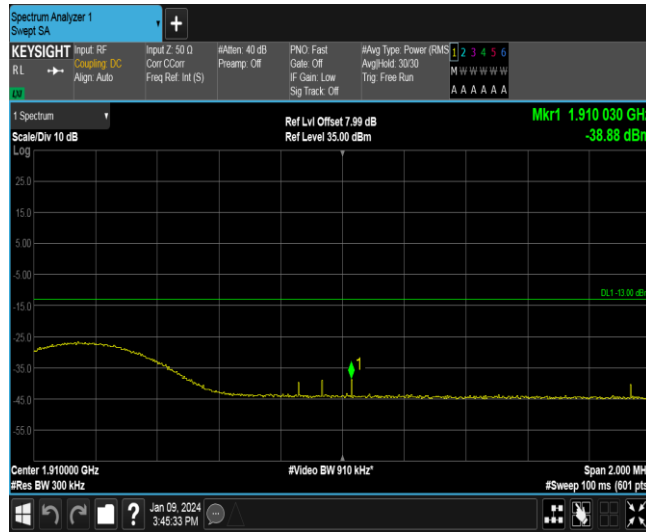 Spectrum Analyzer 1
Swept SA
+
KEYSIGHT
RL
LXI
Input: RF
Coupling: DC
Align: Auto
Input Z: 50 Ω
Corr CCorr
Freq Ref: Int (S)
#Atten: 40 dB
Preamp: Off
PNO: Fast
Gate: Off
IF Gain: Low
Sig Track: Off
#Avg Type: Power (RMS
Avg|Hold: 30/30
Trig: Free Run
1 2 3 4 5 6
M W W W W W
A A A A A A
1 Spectrum
Scale/Div 10 dB
Ref Lvl Offset 7.99 dB
Ref Level 35.00 dBm
Mkr1 1.910 030 GHz
-38.88 dBm
Log
25.0
15.0
5.00
-5.00
DL1 -13.00 dBm
-15.0
-25.0
-35.0
1
-45.0
-55.0
Center 1.910000 GHz
#Res BW 300 kHz
#Video BW 910 kHz*
Span 2.000 MH
#Sweep 100 ms (601 pts
?
Jan 09, 2024
3:45:33 PM